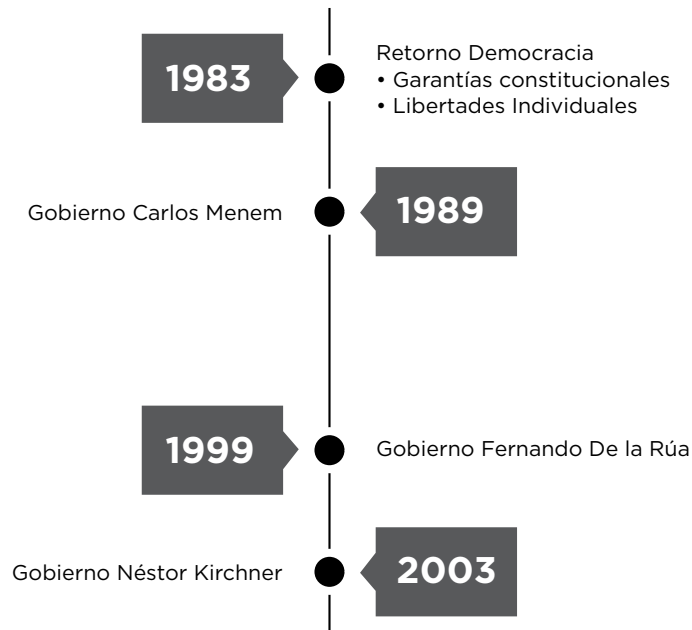 1983
Retorno Democracia
• Garantías constitucionales
• Libertades Individuales
Gobierno Carlos Menem
1989
1999
Gobierno Fernando De la Rúa
Gobierno Néstor Kirchner
2003